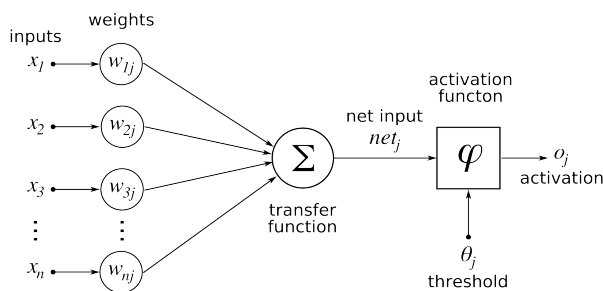 inputs
weights
x1
w1j
x2
w2j
x3
w3j
⋮
⋮
xn
wnj
Σ
transfer
function
net input
netj
activation
functon
φ
oj
activation
θj
threshold